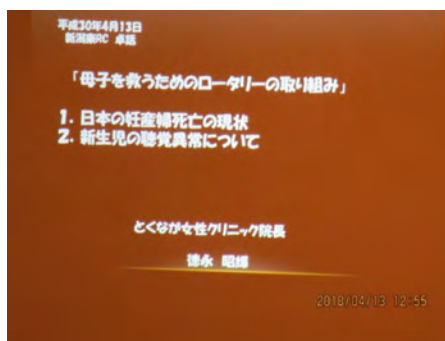 平成30年4月13日
新潟南RC 卓話
「母子を救うためのロータリーの取り組み」
1. 日本の妊産婦死亡の現状
2. 新生児の聴覚異常について
とくなが女性クリニック院長
徳永 昭輝
2018/04/13 12:55